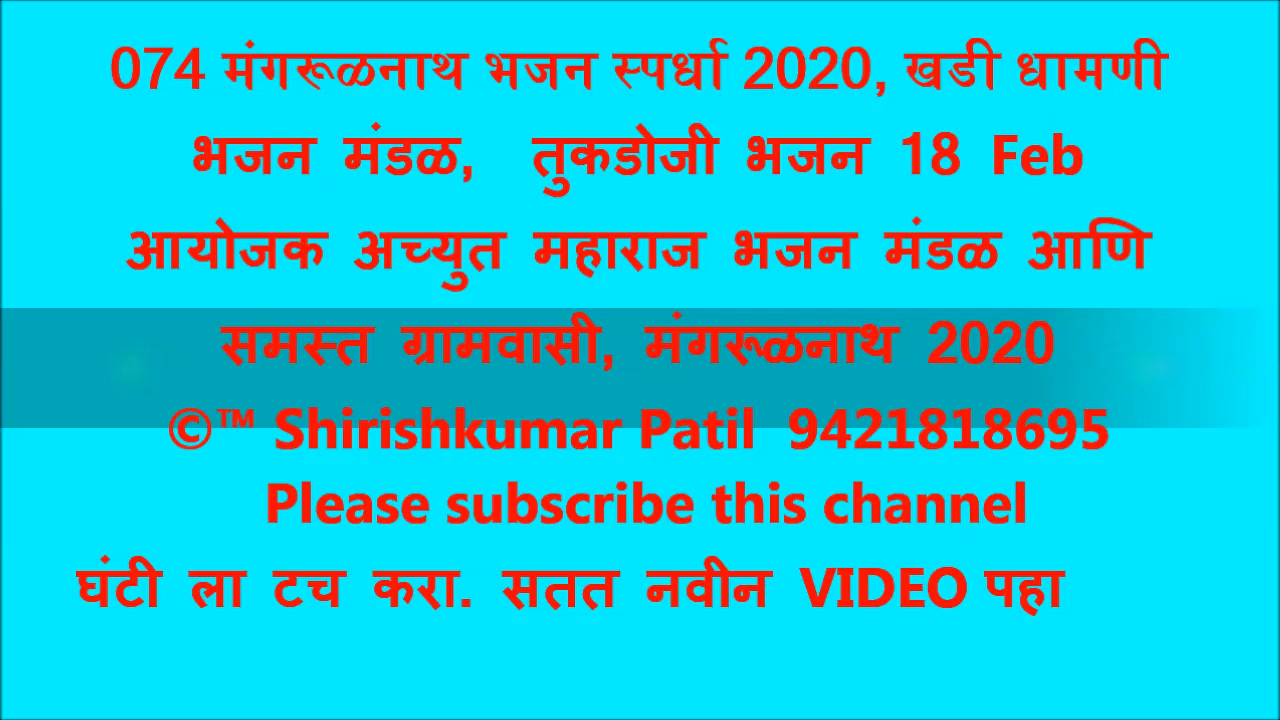 074 मंगरूळनाथ भजन स्पर्धा 2020, खडी धामणी
भजन मंडळ, तुकडोजी भजन 18 Feb
आयोजक अच्युत महाराज भजन मंडळ आणि
समस्त ग्रामवासी, मंगरूळनाथ 2020
©™ Shirishkumar Patil 9421818695
Please subscribe this channel
घंटी ला टच करा. सतत नवीन VIDEO पहा